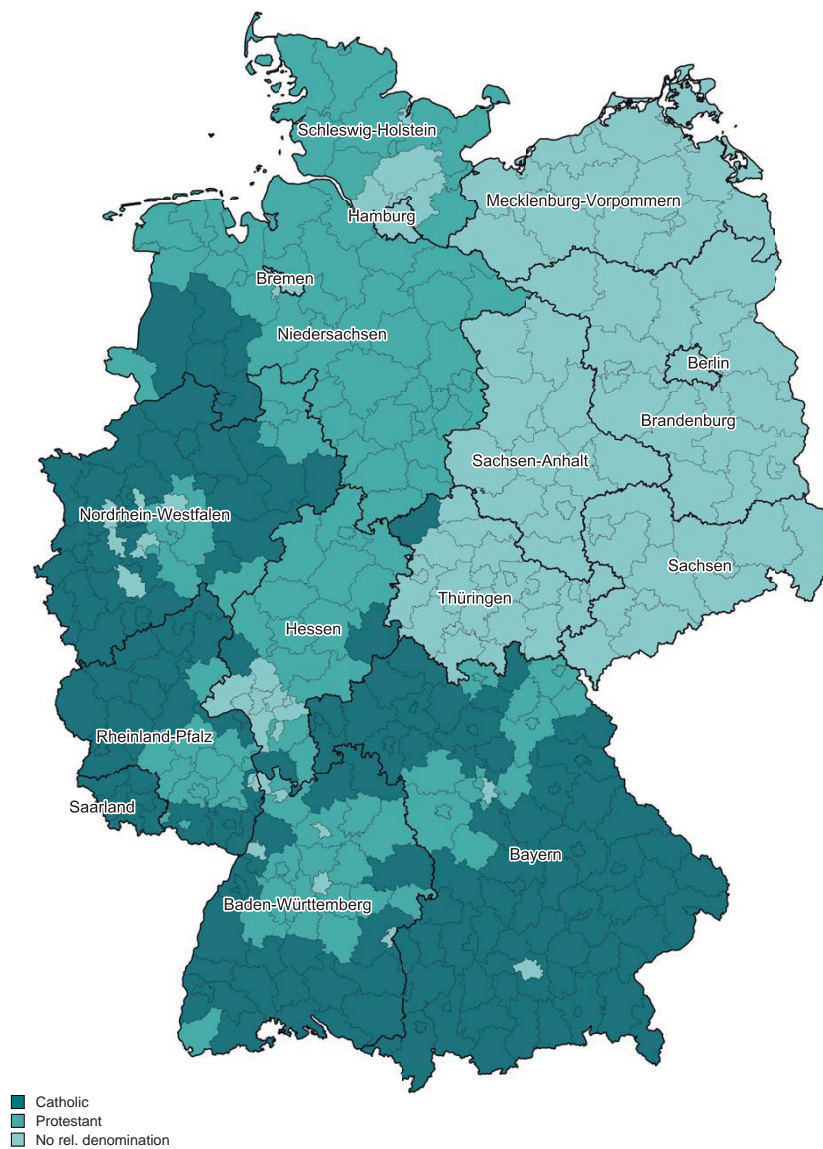 Schleswig-Holstein
Mecklenburg-Vorpommern
Hamburg
Bremen
Niedersachsen
Berlin
Brandenburg
Sachsen-Anhalt
Nordrhein-Westfalen
Sachsen
Thüringen
Hessen
Rheinland-Pfalz
Saarland
Bayern
Baden-Württemberg
Catholic
Protestant
No rel. denomination